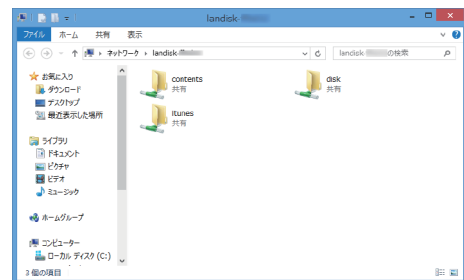 landisk-
ファイル ホーム 共有 表示
ネットワーク landisk- landisk- の検索
お気に入り
ダウンロード
デスクトップ
最近表示した場所
ライブラリ
ドキュメント
ピクチャ
ビデオ
ミュージック
ホームグループ
コンピューター
ローカル ディスク (C:)
contents
共有
disk
共有
itunes
共有
3 個の項目